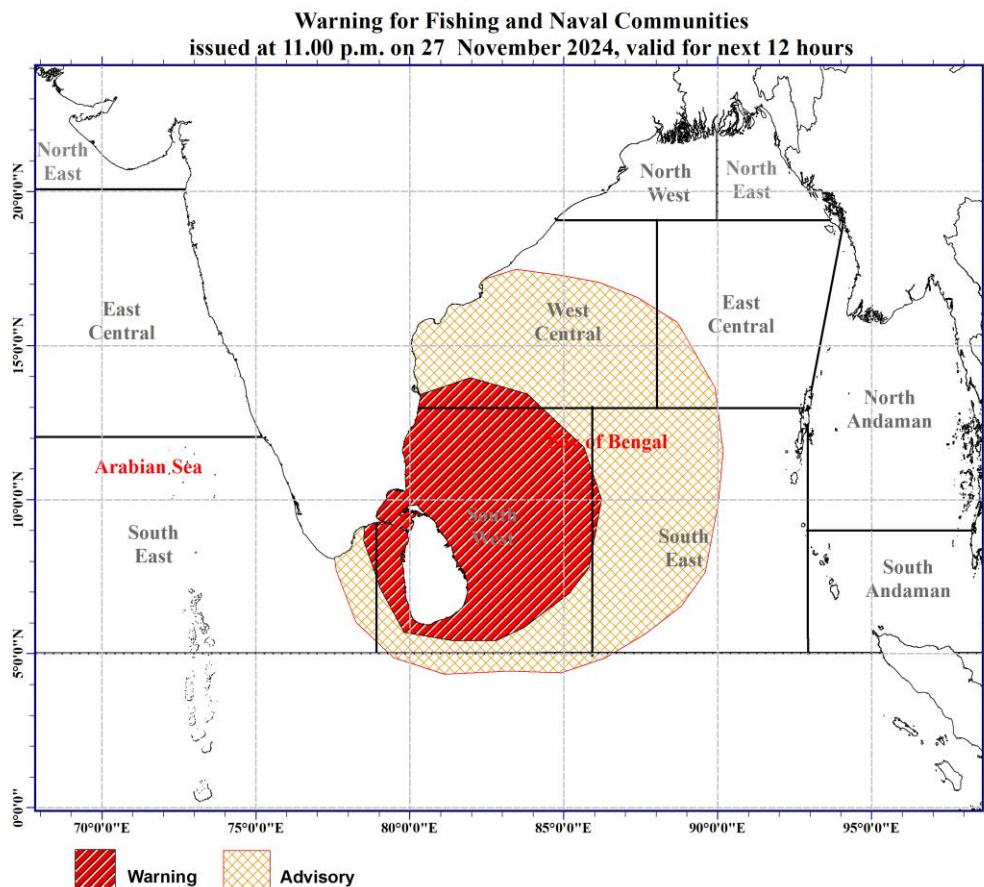 Warning for Fishing and Naval Communities
issued at 11.00 p.m. on 27 November 2024, valid for next 12 hours
North
East
North
West
North
East
20°0'0"N
East
Central
West
Central
East
Central
15°0'0"N
North
Andaman
of Bengal
Arabian Sea
10°0'0"N
South
East
South
West
South
East
South
Andaman
5°0'0"N
0°0'0"
70°0'0"E
75°0'0"E
80°0'0"E
85°0'0"E
90°0'0"E
95°0'0"E
Warning
Advisory